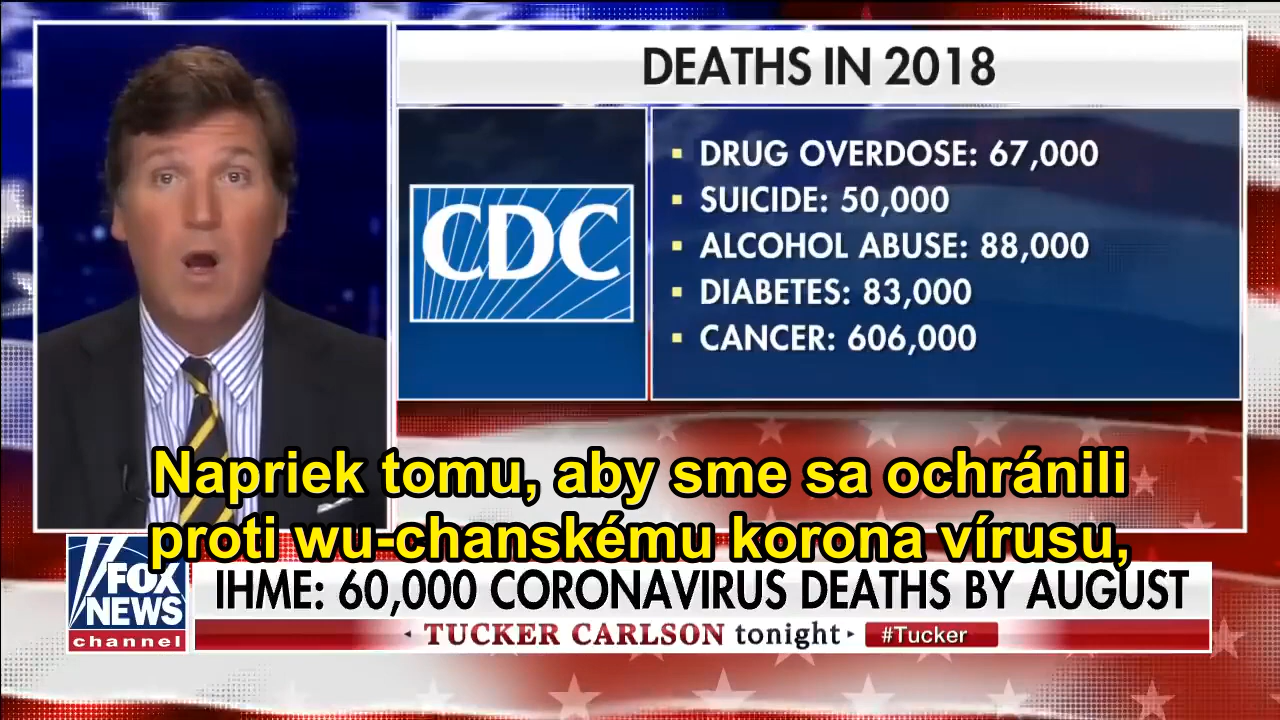 DEATHS IN 2018
CDC
▪ DRUG OVERDOSE: 67,000
▪ SUICIDE: 50,000
▪ ALCOHOL ABUSE: 88,000
▪ DIABETES: 83,000
▪ CANCER: 606,000
Napriek tomu, aby sme sa ochránili
proti wu-chanskému korona vírusu,
FOX
NEWS
channel
IHME: 60,000 CORONAVIRUS DEATHS BY AUGUST
TUCKER CARLSON tonight
#Tucker